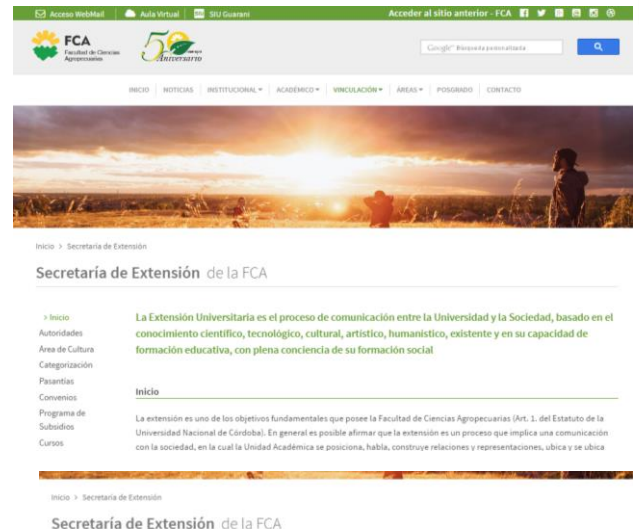 Acceso WebMail Aula Virtual SIU Guarani Acceder al sitio anterior - FCA
FCA
Facultad de Ciencias
Agropecuarias
50
Aniversario
Google Búsqueda personalizada
INICIO NOTICIAS INSTITUCIONAL ACADÉMICO VINCULACIÓN ÁREAS POSGRADO CONTACTO
Inicio > Secretaría de Extensión
Secretaría de Extensión de la FCA
> Inicio
Autoridades
Área de Cultura
Categorización
Pasantías
Convenios
Programa de
Subsidios
Cursos
La Extensión Universitaria es el proceso de comunicación entre la Universidad y la Sociedad, basado en el
conocimiento científico, tecnológico, cultural, artístico, humanístico, existente y en su capacidad de
formación educativa, con plena conciencia de su formación social
Inicio
La extensión es uno de los objetivos fundamentales que posee la Facultad de Ciencias Agropecuarias (Art. 1. del Estatuto de la
Universidad Nacional de Córdoba). En general es posible afirmar que la extensión es un proceso que implica una comunicación
con la sociedad, en la cual la Unidad Académica se posiciona, habla, construye relaciones y representaciones, ubica y se ubica
Inicio > Secretaría de Extensión
Secretaría de Extensión de la FCA